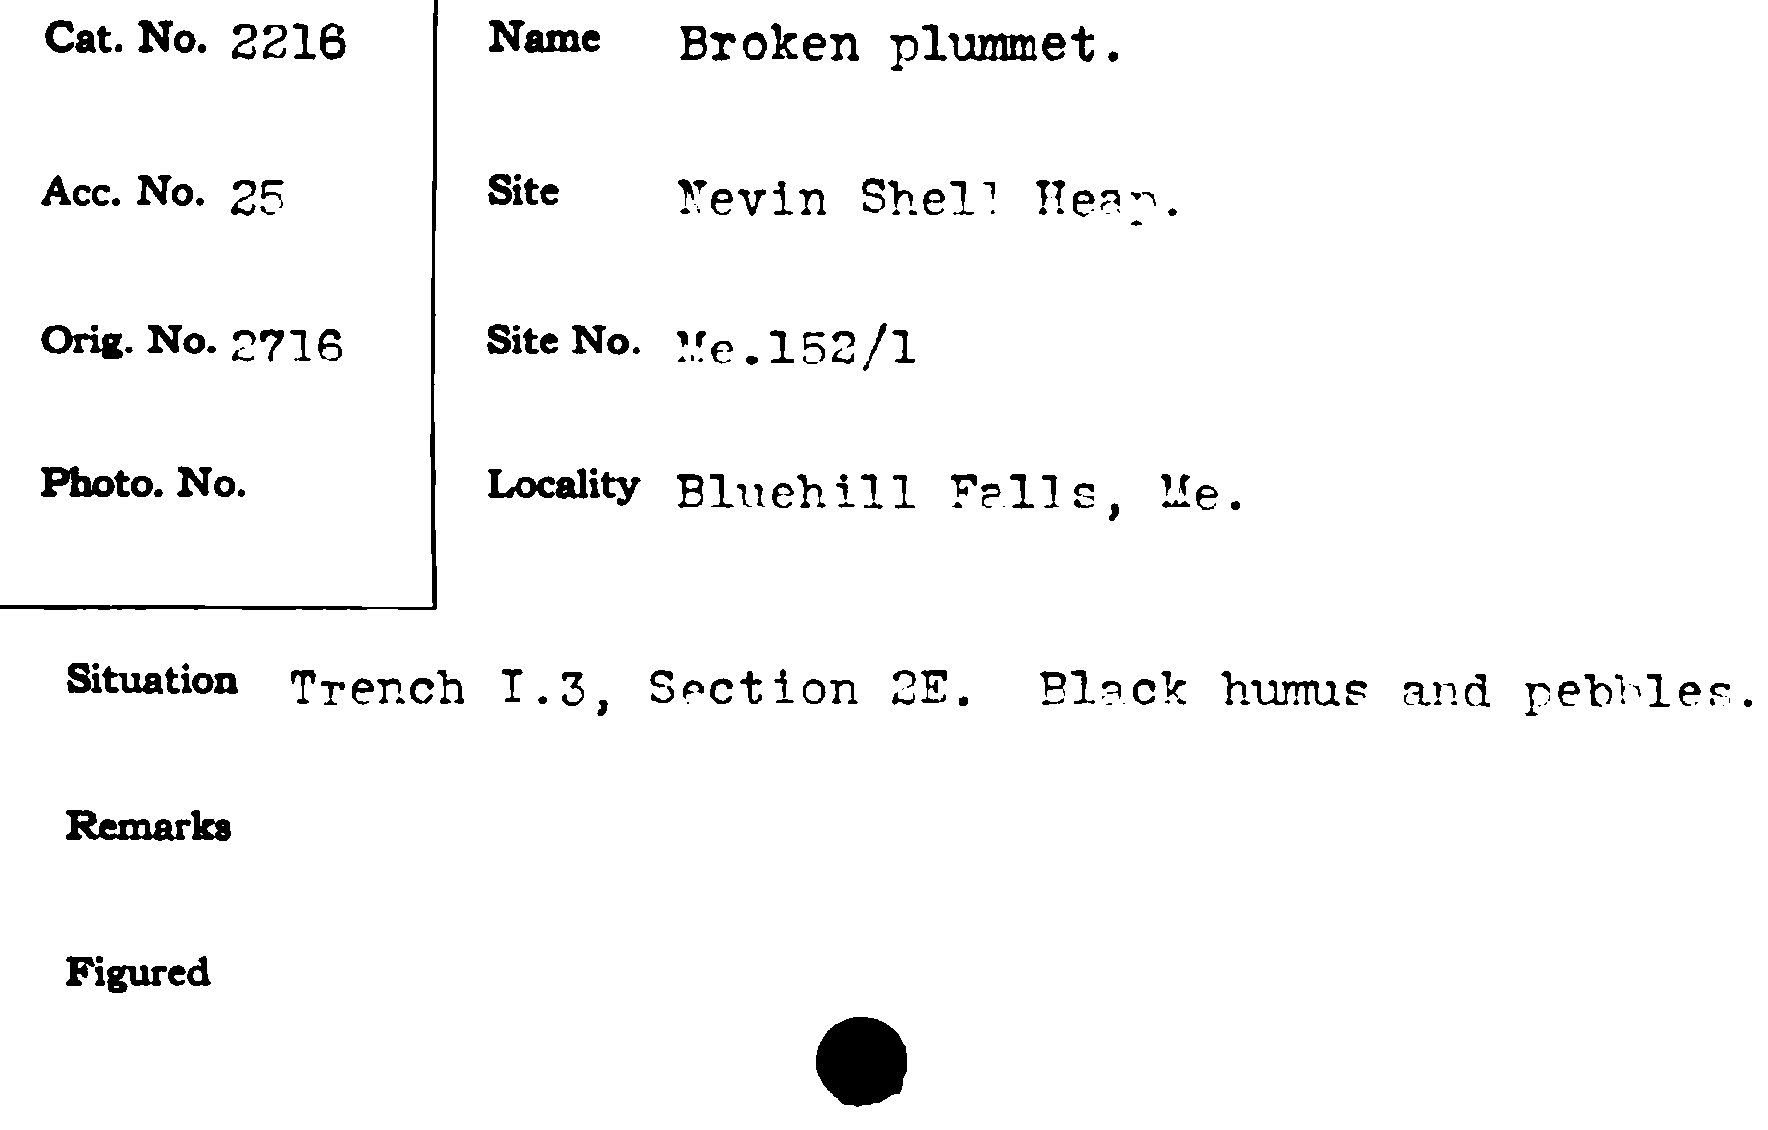 Cat. No. 2216
Name Broken plummet.
Acc. No. 25
Site Nevin Shell Heap.
Orig. No. 2716
Site No. Me.152/1
Photo. No.
Locality Bluehill Falls, Me.
Situation Trench I.3, Section 2E. Black humus and pebbles.
Remarks
Figured